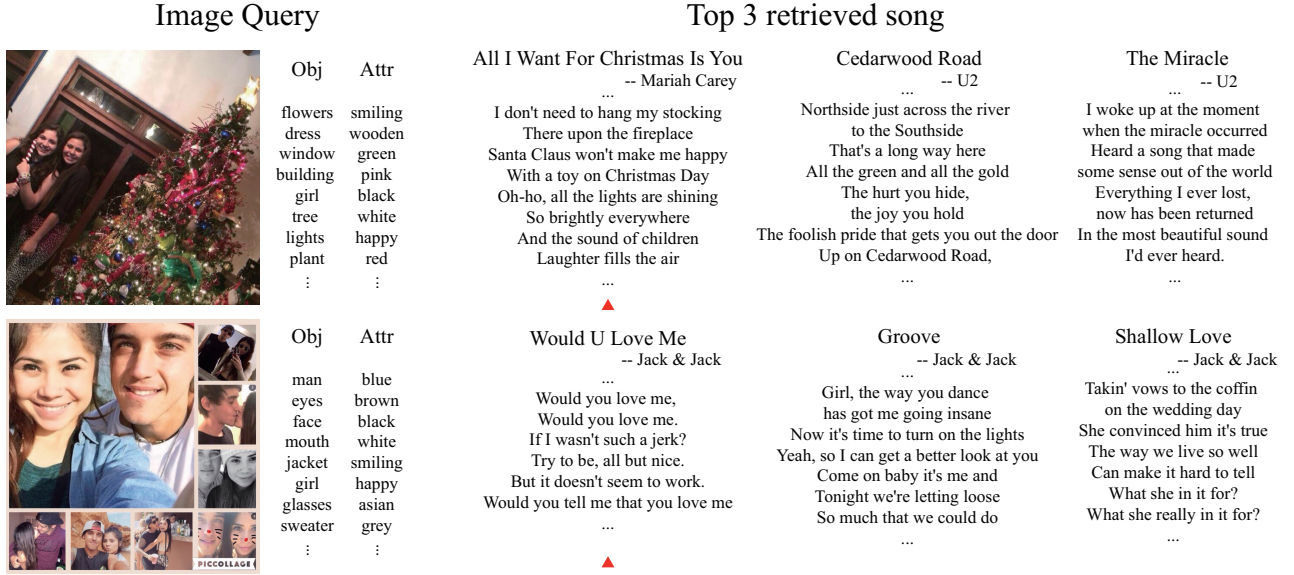 Image Query
Top 3 retrieved song
Obj Attr
flowers smiling
dress wooden
window green
building pink
girl black
tree white
lights happy
plant red
⋮ ⋮
All I Want For Christmas Is You
-- Mariah Carey
...
I don't need to hang my stocking
There upon the fireplace
Santa Claus won't make me happy
With a toy on Christmas Day
Oh-ho, all the lights are shining
So brightly everywhere
And the sound of children
Laughter fills the air
...
Cedarwood Road
-- U2
...
Northside just across the river
to the Southside
That's a long way here
All the green and all the gold
The hurt you hide,
the joy you hold
The foolish pride that gets you out the door
Up on Cedarwood Road,
...
The Miracle
-- U2
...
I woke up at the moment
when the miracle occurred
Heard a song that made
some sense out of the world
Everything I ever lost,
now has been returned
In the most beautiful sound
I'd ever heard.
...
PICCOLLAGE
Obj Attr
man blue
eyes brown
face black
mouth white
jacket smiling
girl happy
glasses asian
sweater grey
⋮ ⋮
Would U Love Me
-- Jack & Jack
...
Would you love me,
Would you love me.
If I wasn't such a jerk?
Try to be, all but nice.
But it doesn't seem to work.
Would you tell me that you love me
...
Groove
-- Jack & Jack
...
Girl, the way you dance
has got me going insane
Now it's time to turn on the lights
Yeah, so I can get a better look at you
Come on baby it's me and
Tonight we're letting loose
So much that we could do
...
Shallow Love
-- Jack & Jack
...
Takin' vows to the coffin
on the wedding day
She convinced him it's true
The way we live so well
Can make it hard to tell
What she in it for?
What she really in it for?
...